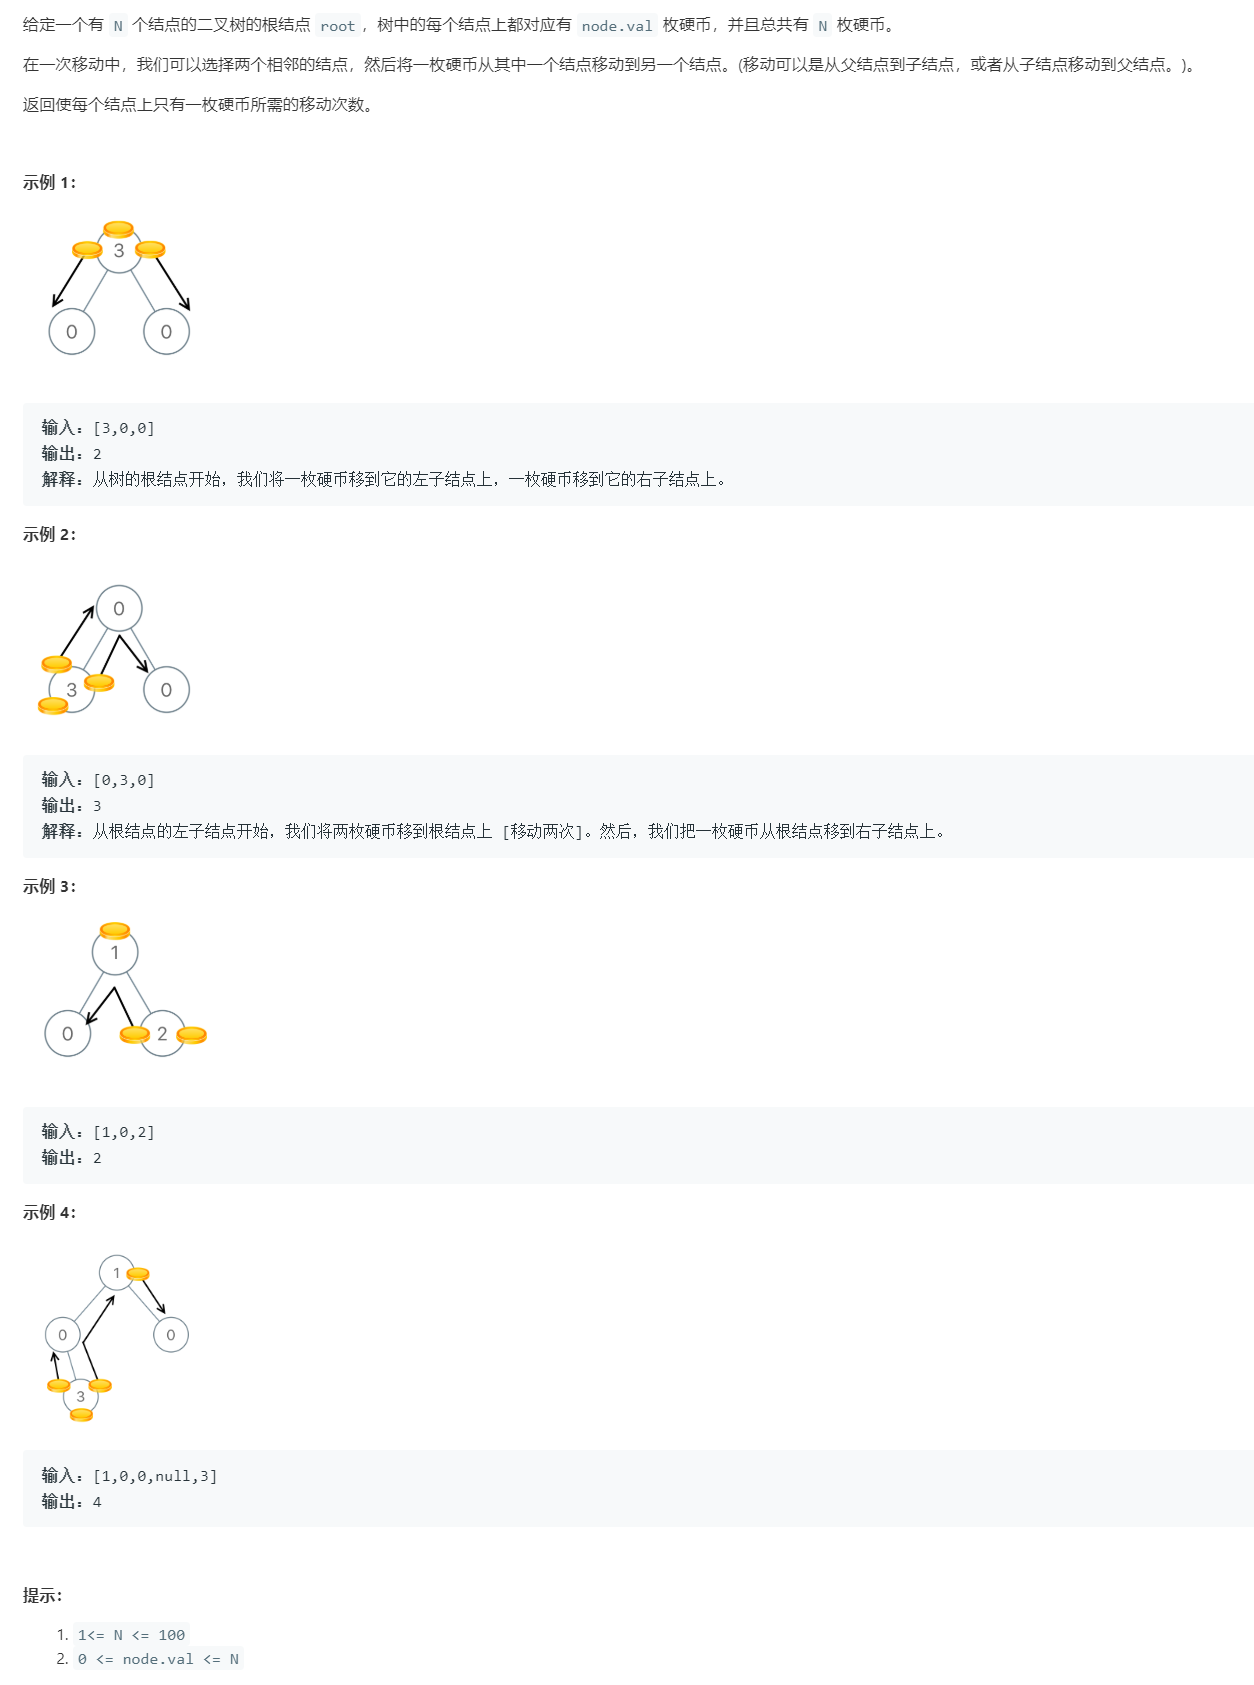 给定一个有 N 个结点的二叉树的根结点 root，树中的每个结点上都对应有 node.val 枚硬币，并且总共有 N 枚硬币。
在一次移动中，我们可以选择两个相邻的结点，然后将一枚硬币从其中一个结点移动到另一个结点。(移动可以是从父结点到子结点，或者从子结点移动到父结点。)。
返回使每个结点上只有一枚硬币所需的移动次数。
示例 1：
3
0 0
输入：[3,0,0]
输出：2
解释：从树的根结点开始，我们将一枚硬币移到它的左子结点上，一枚硬币移到它的右子结点上。
示例 2：
0
3 0
输入：[0,3,0]
输出：3
解释：从根结点的左子结点开始，我们将两枚硬币移到根结点上 [移动两次]。然后，我们把一枚硬币从根结点移到右子结点上。
示例 3：
1
0 2
输入：[1,0,2]
输出：2
示例 4：
1
0 0
3
输入：[1,0,0,null,3]
输出：4
提示：
1. 1<= N <= 100
2. 0 <= node.val <= N